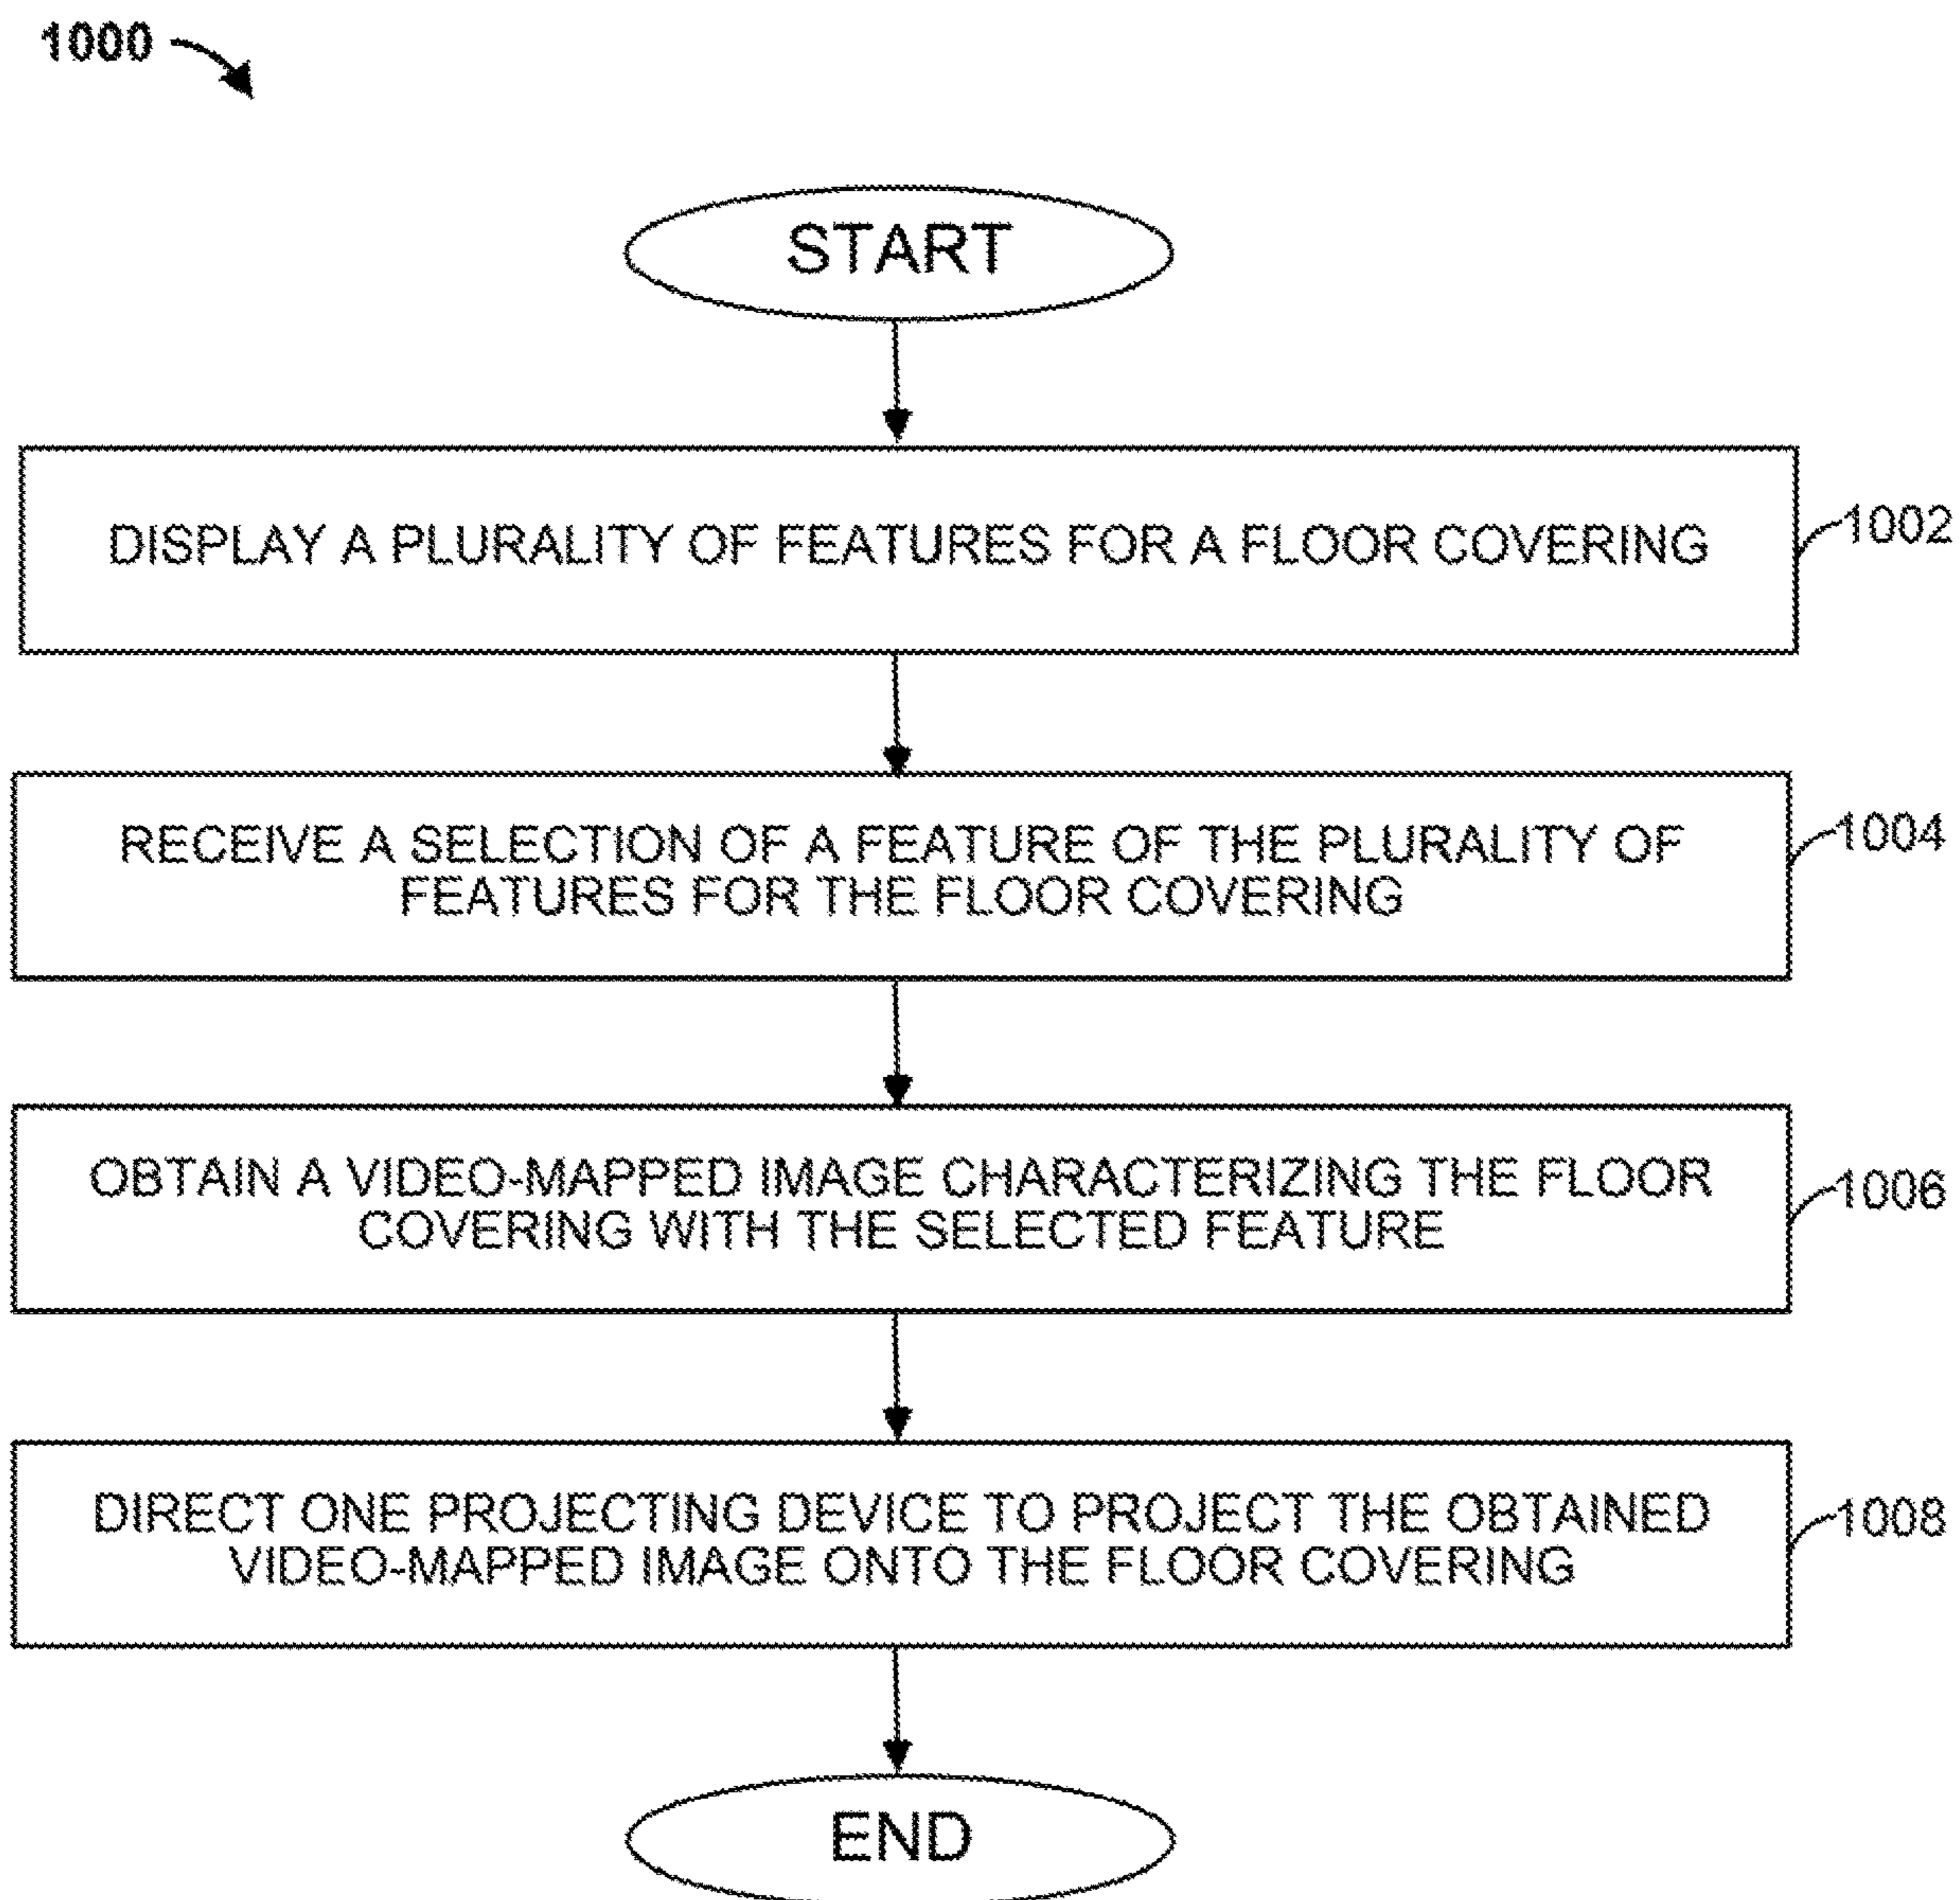 1000
START
DISPLAY A PLURALITY OF FEATURES FOR A FLOOR COVERING
1002
RECEIVE A SELECTION OF A FEATURE OF THE PLURALITY OF
FEATURES FOR THE FLOOR COVERING
1004
OBTAIN A VIDEO-MAPPED IMAGE CHARACTERIZING THE FLOOR
COVERING WITH THE SELECTED FEATURE
1006
DIRECT ONE PROJECTING DEVICE TO PROJECT THE OBTAINED
VIDEO-MAPPED IMAGE ONTO THE FLOOR COVERING
1008
END